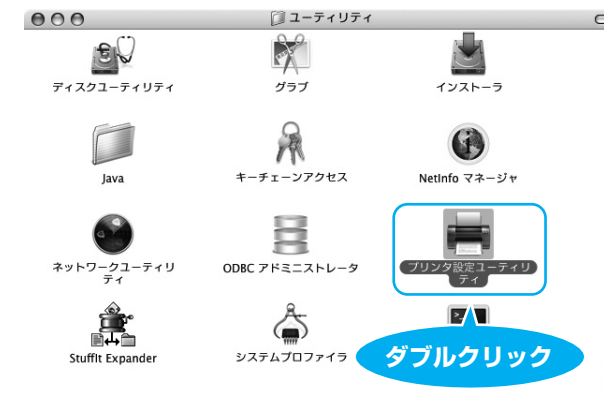 ユーティリティ
ディスクユーティリティ
グラブ
インストーラ
Java
キーチェーンアクセス
NetInfo マネージャ
ネットワークユーティリ
ティ
ODBC アドミニストレータ
プリンタ設定ユーティリ
ティ
StuffIt Expander
システムプロファイラ
ダブルクリック